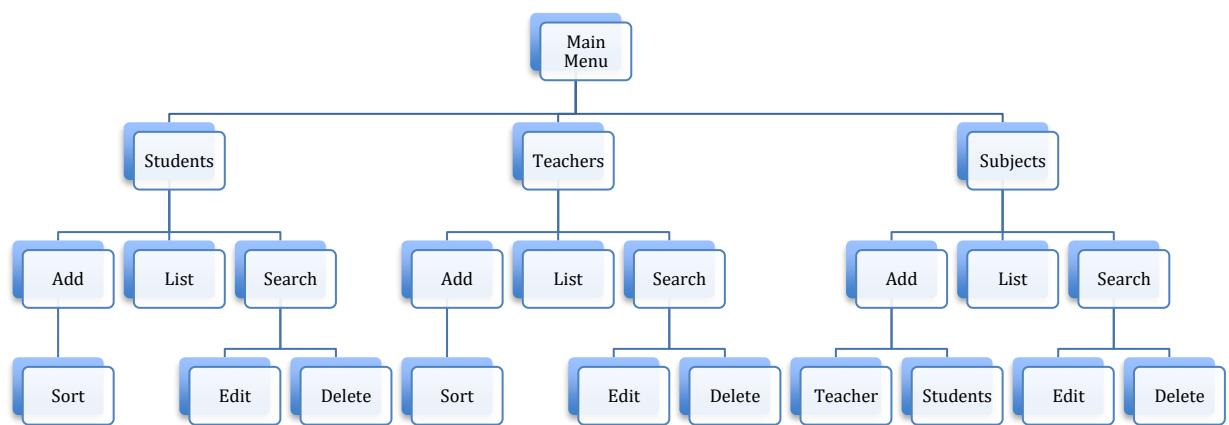 Main
Menu
Students
Teachers
Subjects
Add
List
Search
Add
List
Search
Add
List
Search
Sort
Edit
Delete
Sort
Edit
Delete
Teacher
Students
Edit
Delete